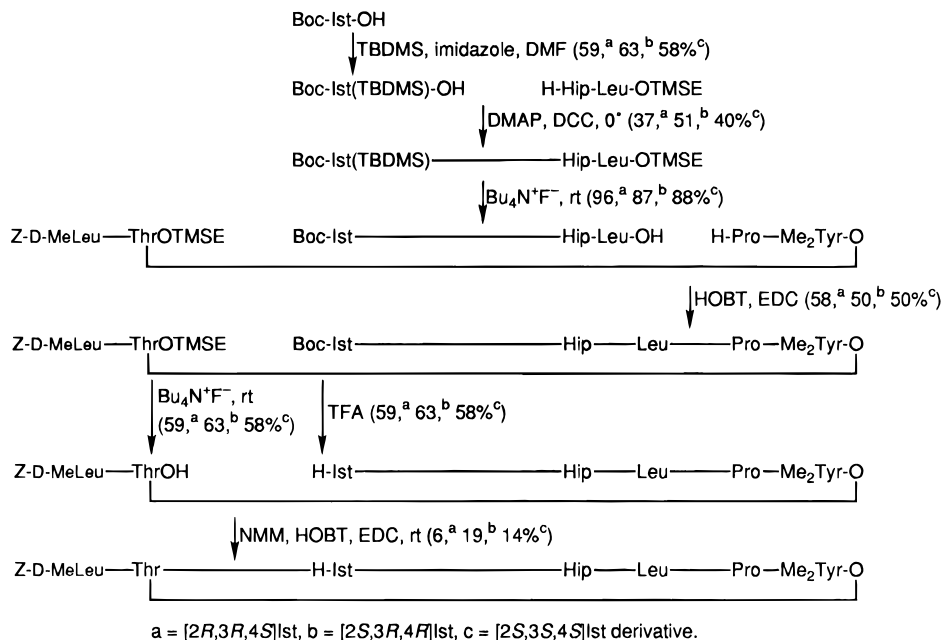 Boc-Ist-OH
TBDMS, imidazole, DMF (59,ᵃ 63,ᵇ 58%ᶜ)
Boc-Ist(TBDMS)-OH H-Hip-Leu-OTMSE
DMAP, DCC, 0° (37,ᵃ 51,ᵇ 40%ᶜ)
Boc-Ist(TBDMS)—Hip-Leu-OTMSE
Bu₄N⁺F⁻, rt (96,ᵃ 87,ᵇ 88%ᶜ)
Z-D-MeLeu—ThrOTMSE Boc-Ist—Hip-Leu-OH H-Pro—Me₂Tyr-O
HOBT, EDC (58,ᵃ 50,ᵇ 50%ᶜ)
Z-D-MeLeu—ThrOTMSE Boc-Ist—Hip—Leu—Pro—Me₂Tyr-O
Bu₄N⁺F⁻, rt
(59,ᵃ 63,ᵇ 58%ᶜ)
TFA (59,ᵃ 63,ᵇ 58%ᶜ)
Z-D-MeLeu—ThrOH H-Ist—Hip—Leu—Pro—Me₂Tyr-O
NMM, HOBT, EDC, rt (6,ᵃ 19,ᵇ 14%ᶜ)
Z-D-MeLeu—Thr—H-Ist—Hip—Leu—Pro—Me₂Tyr-O
a = [2R,3R,4S]Ist, b = [2S,3R,4R]Ist, c = [2S,3S,4S]Ist derivative.